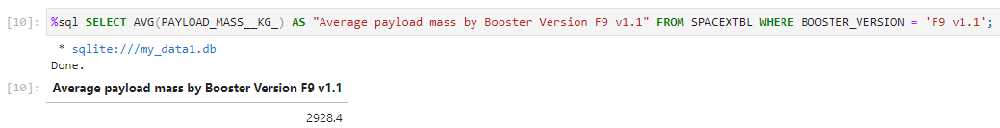 [10]: %sql SELECT AVG(PAYLOAD_MASS__KG_) AS "Average payload mass by Booster Version F9 v1.1" FROM SPACEXTBL WHERE BOOSTER_VERSION = 'F9 v1.1';
* sqlite:///my_data1.db
Done.
[10]: Average payload mass by Booster Version F9 v1.1
2928.4